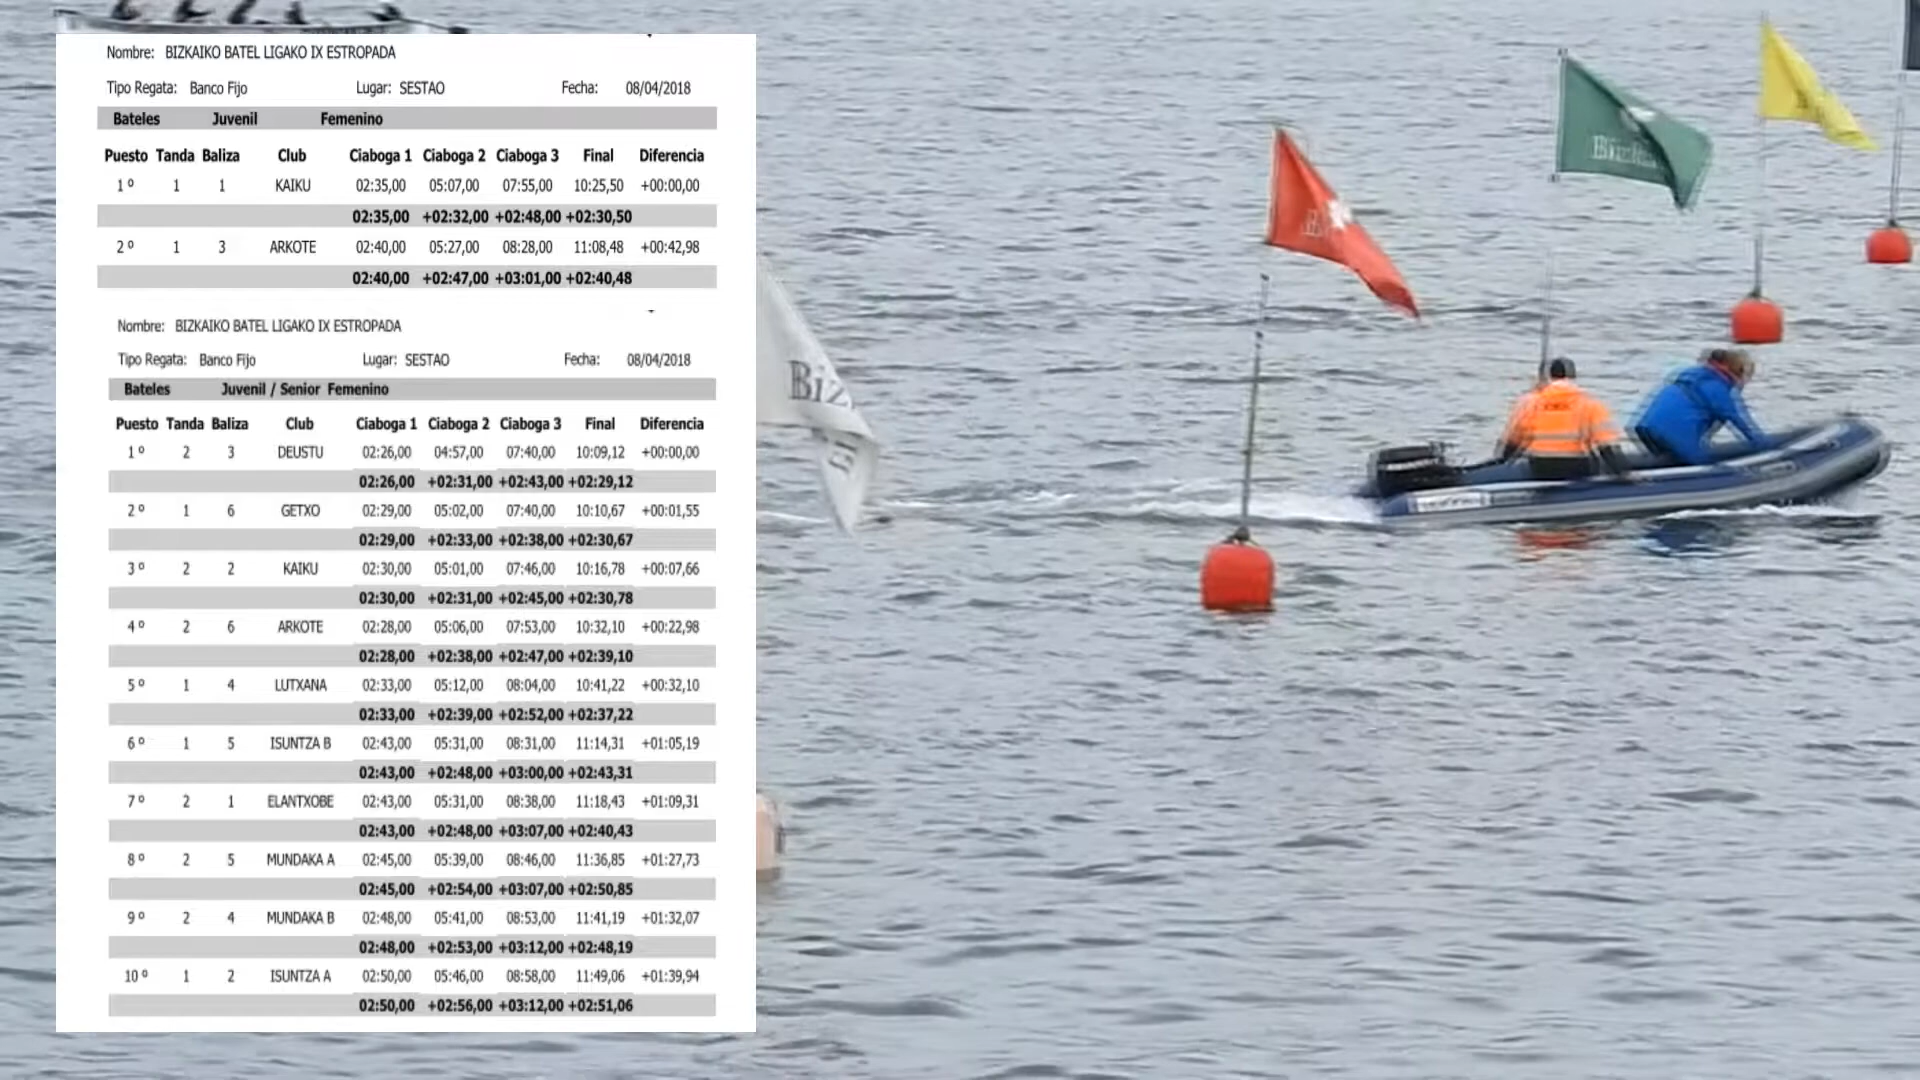 Nombre: BIZKAIKO BATEL LIGAKO IX ESTROPADA
Tipo Regata: Banco Fijo Lugar: SESTAO Fecha: 08/04/2018
Bateles Juvenil Femenino
Puesto Tanda Baliza Club Ciaboga 1 Ciaboga 2 Ciaboga 3 Final Diferencia
1 º 1 1 KAIKU 02:35,00 05:07,00 07:55,00 10:25,50 +00:00,00
02:35,00 +02:32,00 +02:48,00 +02:30,50
2 º 1 3 ARKOTE 02:40,00 05:27,00 08:28,00 11:08,48 +00:42,98
02:40,00 +02:47,00 +03:01,00 +02:40,48
Nombre: BIZKAIKO BATEL LIGAKO IX ESTROPADA
Tipo Regata: Banco Fijo Lugar: SESTAO Fecha: 08/04/2018
Bateles Juvenil / Senior Femenino
Puesto Tanda Baliza Club Ciaboga 1 Ciaboga 2 Ciaboga 3 Final Diferencia
1 º 2 3 DEUSTU 02:26,00 04:57,00 07:40,00 10:09,12 +00:00,00
02:26,00 +02:31,00 +02:43,00 +02:29,12
2 º 1 6 GETXO 02:29,00 05:02,00 07:40,00 10:10,67 +00:01,55
02:29,00 +02:33,00 +02:38,00 +02:30,67
3 º 2 2 KAIKU 02:30,00 05:01,00 07:46,00 10:16,78 +00:07,66
02:30,00 +02:31,00 +02:45,00 +02:30,78
4 º 2 6 ARKOTE 02:28,00 05:06,00 07:53,00 10:32,10 +00:22,98
02:28,00 +02:38,00 +02:47,00 +02:39,10
5 º 1 4 LUTXANA 02:33,00 05:12,00 08:04,00 10:41,22 +00:32,10
02:33,00 +02:39,00 +02:52,00 +02:37,22
6 º 1 5 ISUNTZA B 02:43,00 05:31,00 08:31,00 11:14,31 +01:05,19
02:43,00 +02:48,00 +03:00,00 +02:43,31
7 º 2 1 ELANTXOBE 02:43,00 05:31,00 08:38,00 11:18,43 +01:09,31
02:43,00 +02:48,00 +03:07,00 +02:40,43
8 º 2 5 MUNDAKA A 02:45,00 05:39,00 08:46,00 11:36,85 +01:27,73
02:45,00 +02:54,00 +03:07,00 +02:50,85
9 º 2 4 MUNDAKA B 02:48,00 05:41,00 08:53,00 11:41,19 +01:32,07
02:48,00 +02:53,00 +03:12,00 +02:48,19
10 º 1 2 ISUNTZA A 02:50,00 05:46,00 08:58,00 11:49,06 +01:39,94
02:50,00 +02:56,00 +03:12,00 +02:51,06